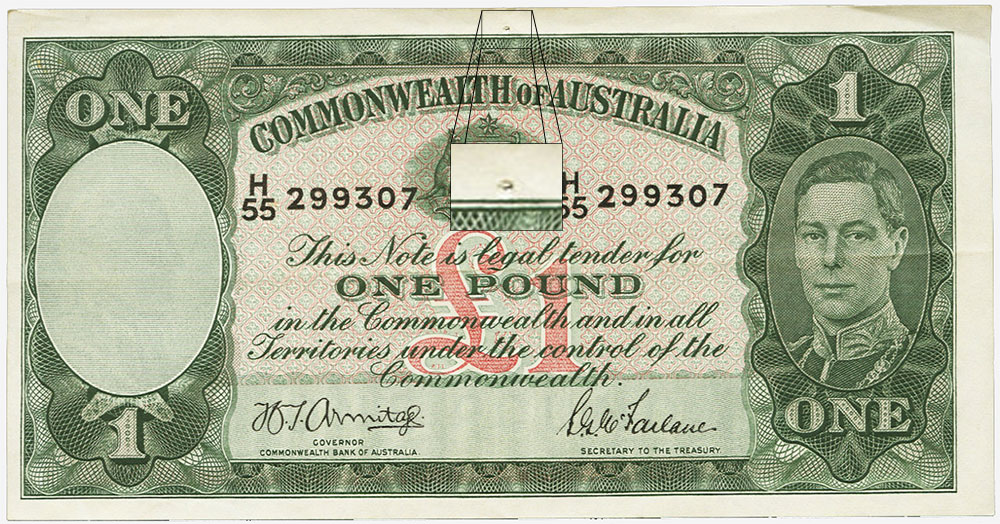 ONE 1
COMMONWEALTH OF AUSTRALIA
H
55 299307 H
55 299307
This Note is legal tender for
ONE POUND
£1
in the Commonwealth and in all
Territories under the control of the
Commonwealth.
W.T. Armitage. S.G. McFarlane
GOVERNOR
COMMONWEALTH BANK OF AUSTRALIA. SECRETARY TO THE TREASURY.
1 ONE